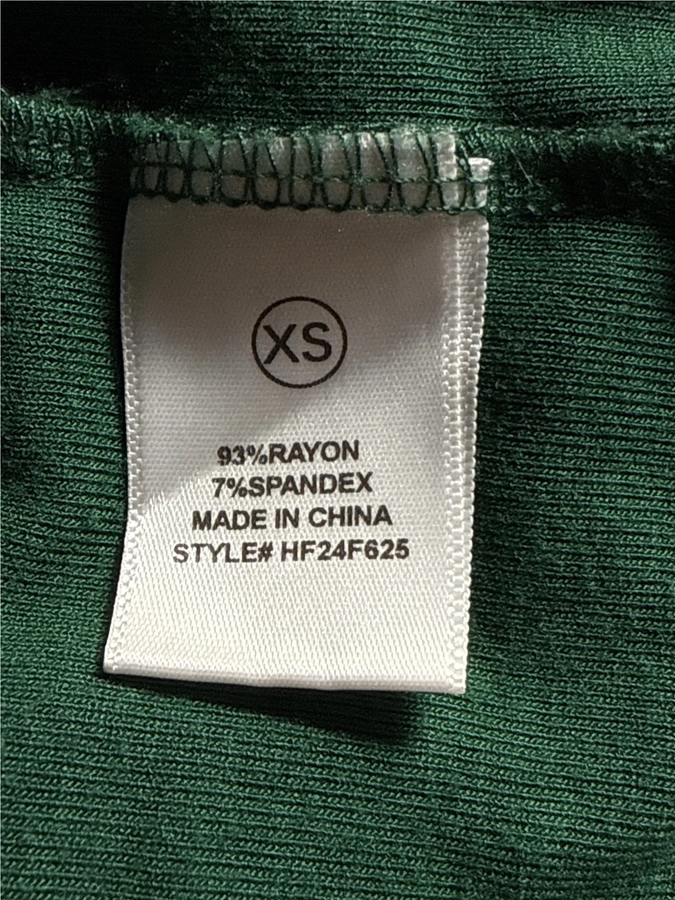 XS
93%RAYON
7%SPANDEX
MADE IN CHINA
STYLE# HF24F625